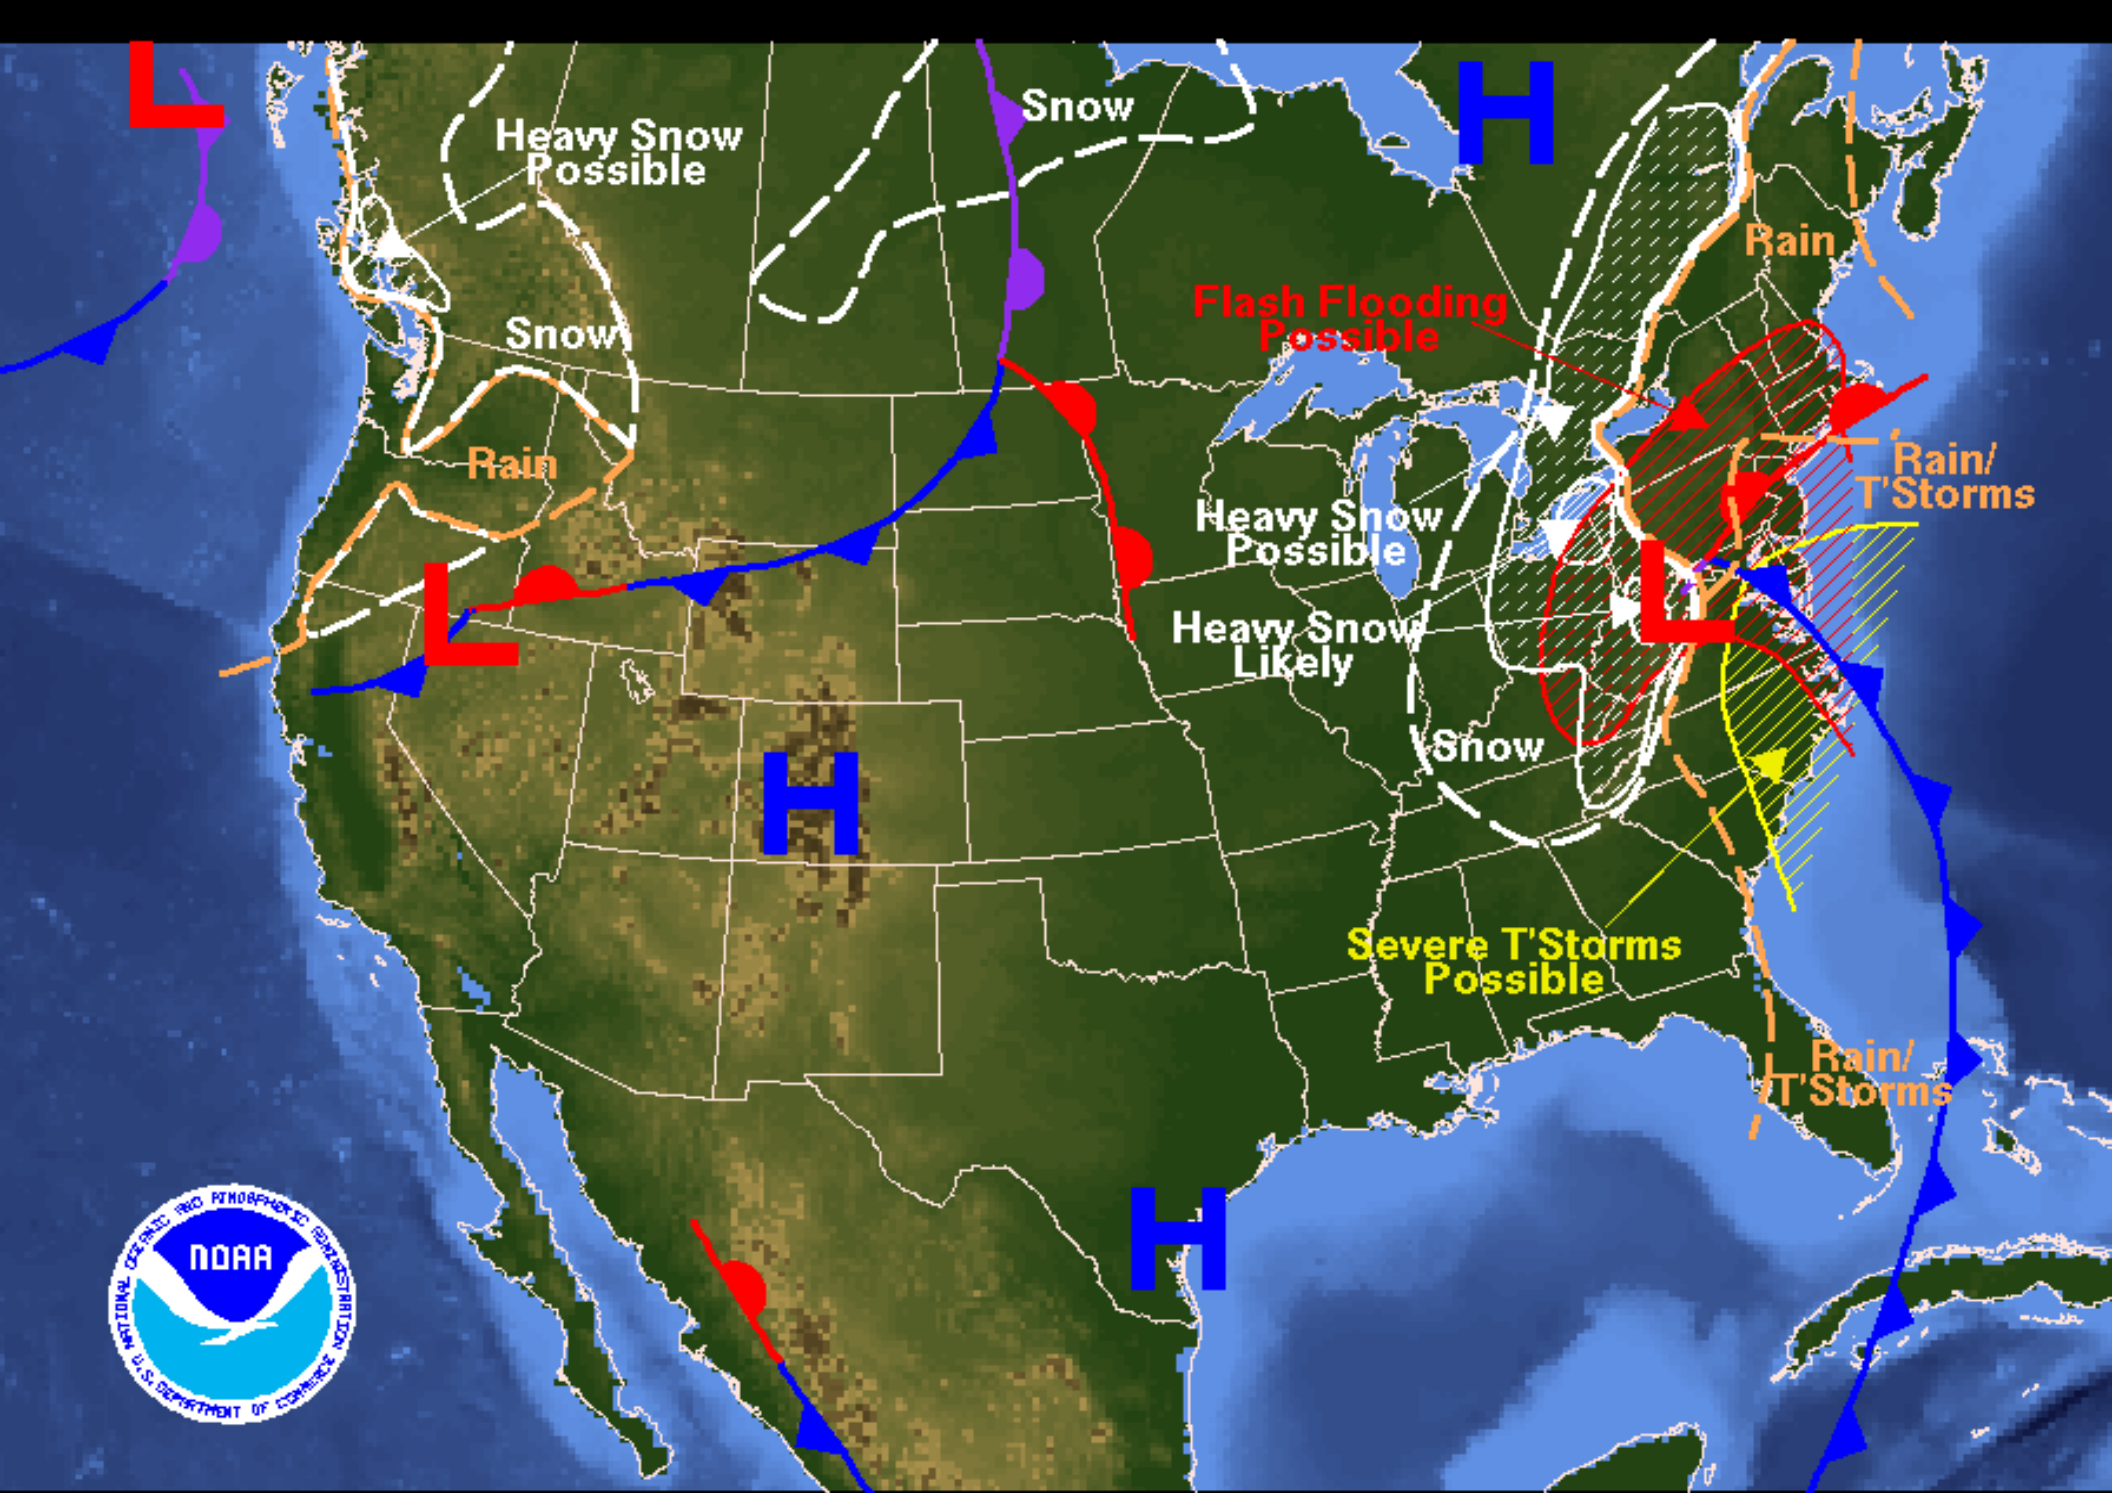 L
Heavy Snow
Possible
Snow
H
Rain
Flash Flooding
Possible
Snow
Rain
Rain/
T'Storms
Heavy Snow
Possible
L
L
Heavy Snow
Likely
Snow
H
Severe T'Storms
Possible
Rain/
T'Storms
H
NATIONAL OCEANIC AND ATMOSPHERIC ADMINISTRATION
NOAA
U.S. DEPARTMENT OF COMMERCE